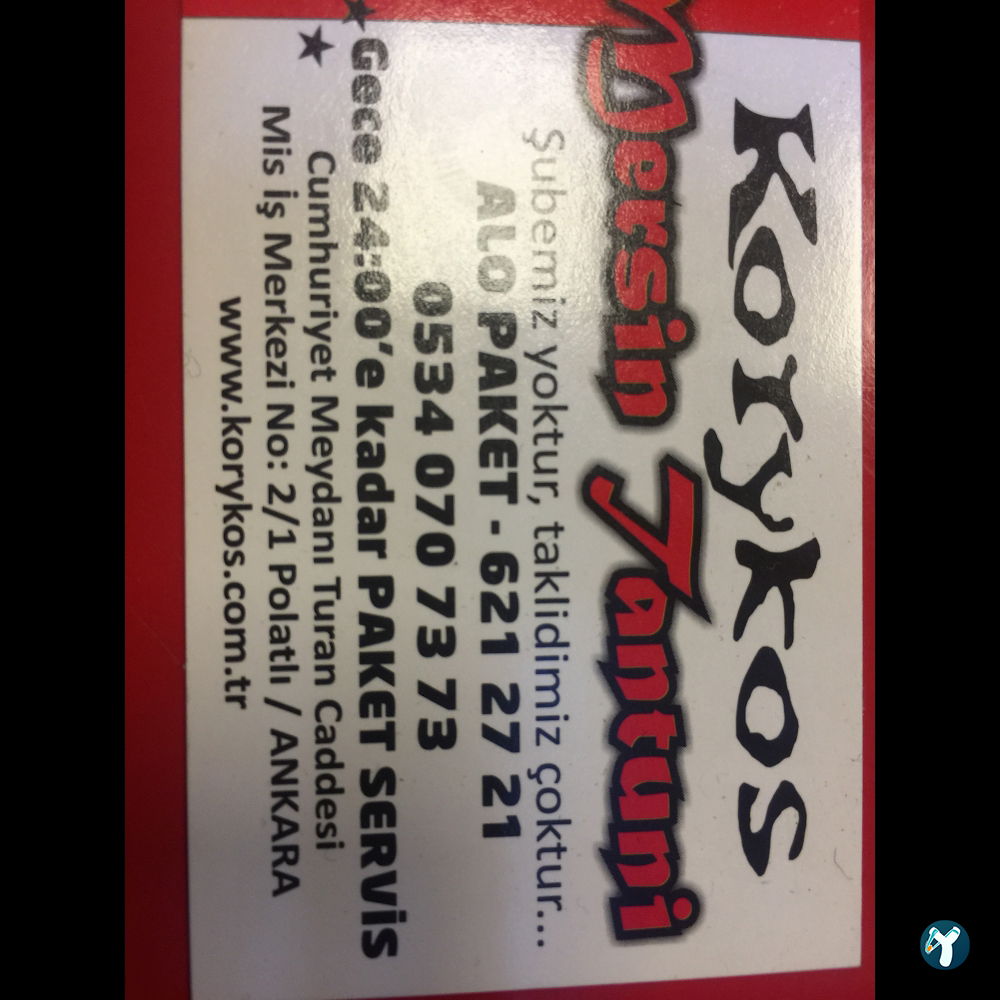 Korykos
Mersin Tantuni
Şubemiz yoktur, taklidimiz çoktur...
ALO PAKET - 621 27 21
0534 070 73 73
★Gece 24:00’e kadar PAKET SERVİS
★
Cumhuriyet Meydanı Turan Caddesi
Mis İş Merkezi No: 2/1 Polatlı / ANKARA
www.korykos.com.tr